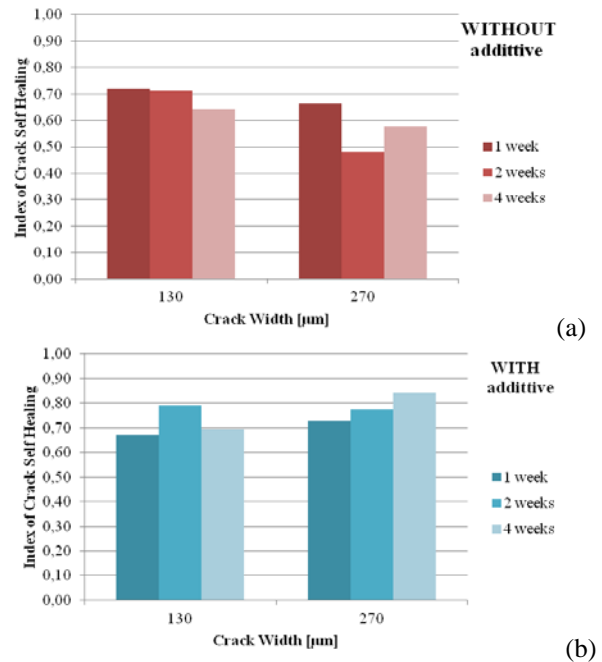 WITHOUT
addittive
Index of Crack Self Healing
1,00
0,90
0,80
0,70
0,60
0,50
0,40
0,30
0,20
0,10
0,00
1 week
2 weeks
4 weeks
130
270
Crack Width [µm]
(a)
WITH
addittive
Index of Crack Self Healing
1,00
0,90
0,80
0,70
0,60
0,50
0,40
0,30
0,20
0,10
0,00
1 week
2 weeks
4 weeks
130
270
Crack Width [µm]
(b)